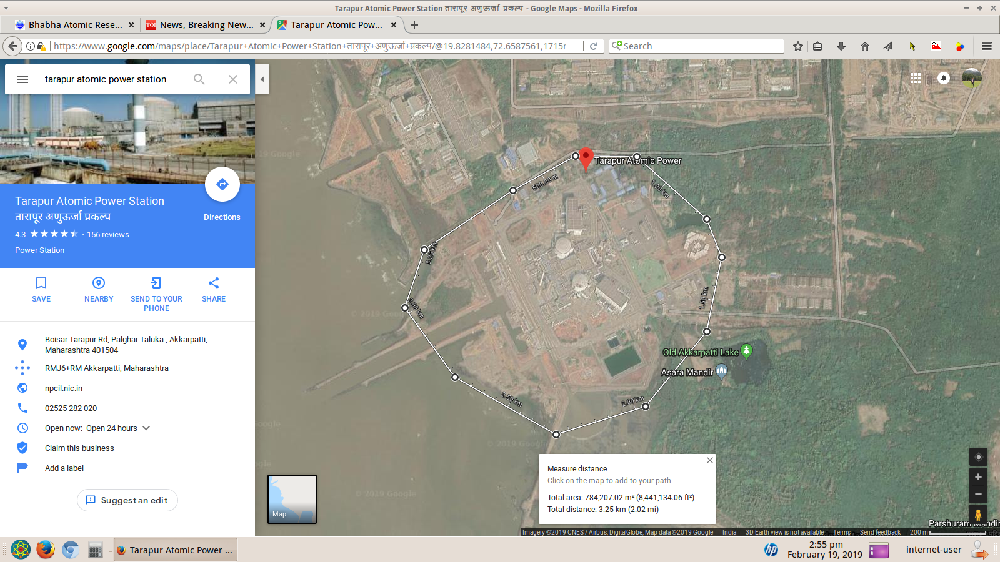 Tarapur Atomic Power Station तारापूर अणुऊर्जा प्रकल्प - Google Maps - Mozilla Firefox
Bhabha Atomic Rese...
TOI News, Breaking New...
Tarapur Atomic Pow...
https://www.google.com/maps/place/Tarapur+Atomic+Power+Station+तारापूर+अणुऊर्जा+प्रकल्प/@19.8281484,72.6587561,1715r
Search
tarapur atomic power station
Tarapur Atomic Power Station
तारापूर अणुऊर्जा प्रकल्प
Directions
4.3 · 156 reviews
Power Station
SAVE
NEARBY
SEND TO YOUR PHONE
SHARE
Boisar Tarapur Rd, Palghar Taluka , Akkarpatti,
Maharashtra 401504
RMJ6+RM Akkarpatti, Maharashtra
npcil.nic.in
02525 282 020
Open now: Open 24 hours
Claim this business
Add a label
Suggest an edit
Map
Tarapur Atomic Power
500.00 m
1.00 km
1.50 km
2.00 km
2.50 km
3.00 km
3.25 km
Old Akkarpatti Lake
Asara Mandir
2019 Google
© 2019 Google
© 2019 Google
© 2019 Google
Measure distance
Click on the map to add to your path
Total area: 784,207.02 m² (8,441,134.06 ft²)
Total distance: 3.25 km (2.02 mi)
Parshuram Mandir
Imagery ©2019 CNES / Airbus, DigitalGlobe, Map data ©2019 Google India 3D Earth view is not available Terms Send feedback 200 m
Tarapur Atomic Power ...
hp
2:55 pm
February 19, 2019
internet-user